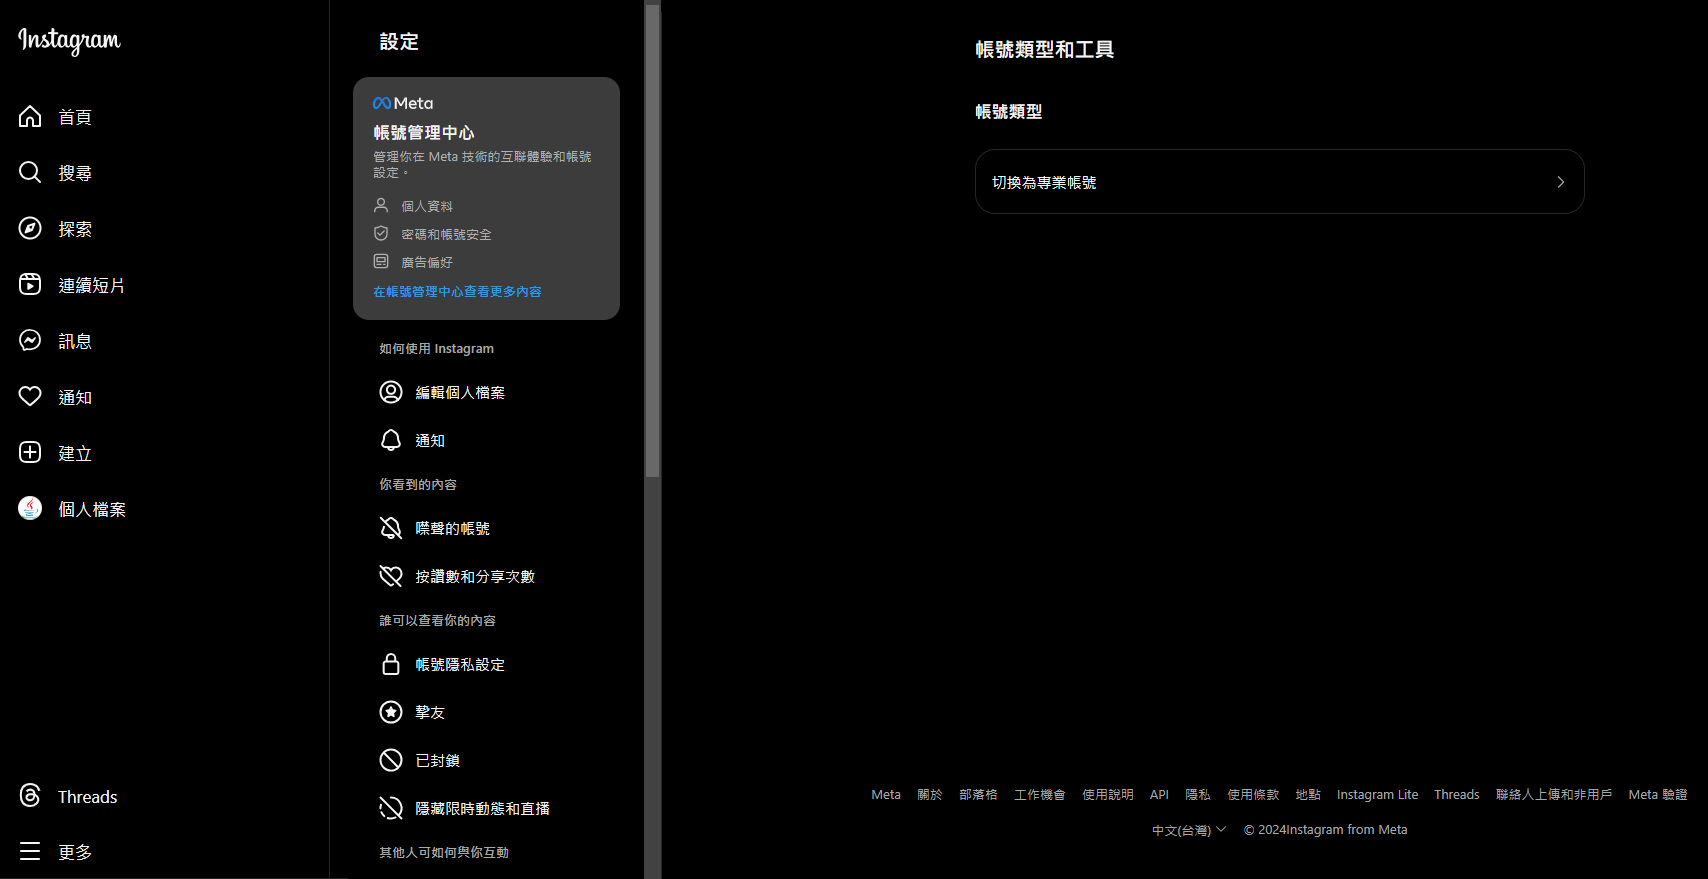 Instagram
首頁
搜尋
探索
連續短片
訊息
通知
建立
個人檔案
Threads
更多
設定
Meta
帳號管理中心
管理你在 Meta 技術的互聯體驗和帳號
設定。
個人資料
密碼和帳號安全
廣告偏好
在帳號管理中心查看更多內容
如何使用 Instagram
編輯個人檔案
通知
你看到的內容
噤聲的帳號
按讚數和分享次數
誰可以查看你的內容
帳號隱私設定
摯友
已封鎖
隱藏限時動態和直播
其他人可如何與你互動
帳號類型和工具
帳號類型
切換為專業帳號
Meta 關於 部落格 工作機會 使用說明 API 隱私 使用條款 地點 Instagram Lite Threads 聯絡人上傳和非用戶 Meta 驗證
中文(台灣) © 2024Instagram from Meta